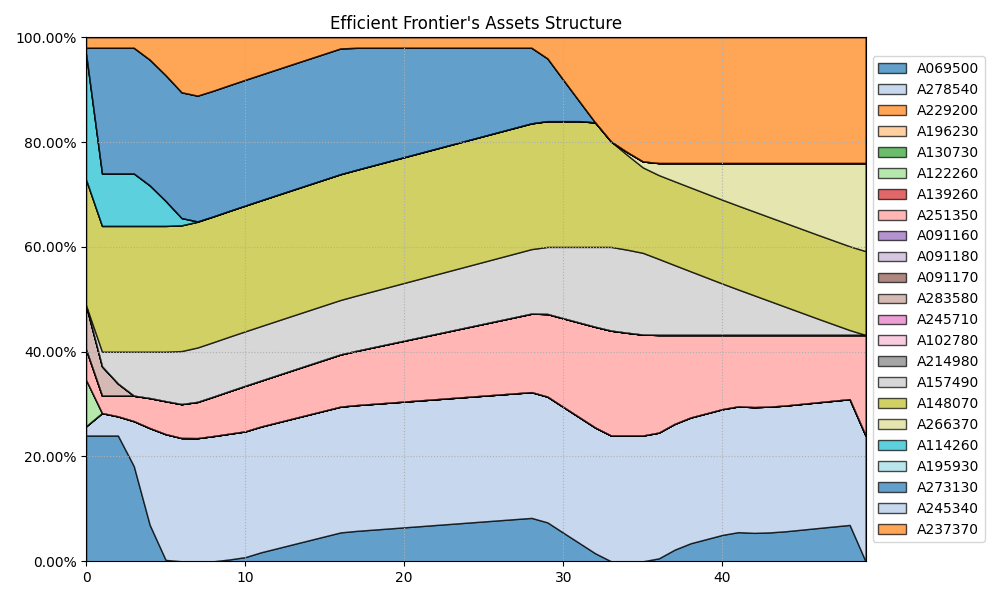 Efficient Frontier's Assets Structure
100.00%
80.00%
60.00%
40.00%
20.00%
0.00%
0
10
20
30
40
A069500
A278540
A229200
A196230
A130730
A122260
A139260
A251350
A091160
A091180
A091170
A283580
A245710
A102780
A214980
A157490
A148070
A266370
A114260
A195930
A273130
A245340
A237370